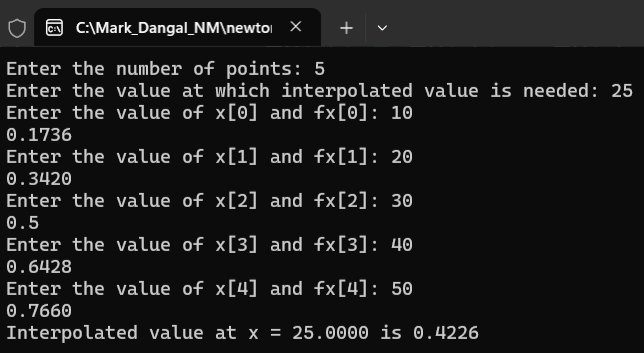 C:\Mark_Dangal_NM\newto
Enter the number of points: 5
Enter the value at which interpolated value is needed: 25
Enter the value of x[0] and fx[0]: 10
0.1736
Enter the value of x[1] and fx[1]: 20
0.3420
Enter the value of x[2] and fx[2]: 30
0.5
Enter the value of x[3] and fx[3]: 40
0.6428
Enter the value of x[4] and fx[4]: 50
0.7660
Interpolated value at x = 25.0000 is 0.4226